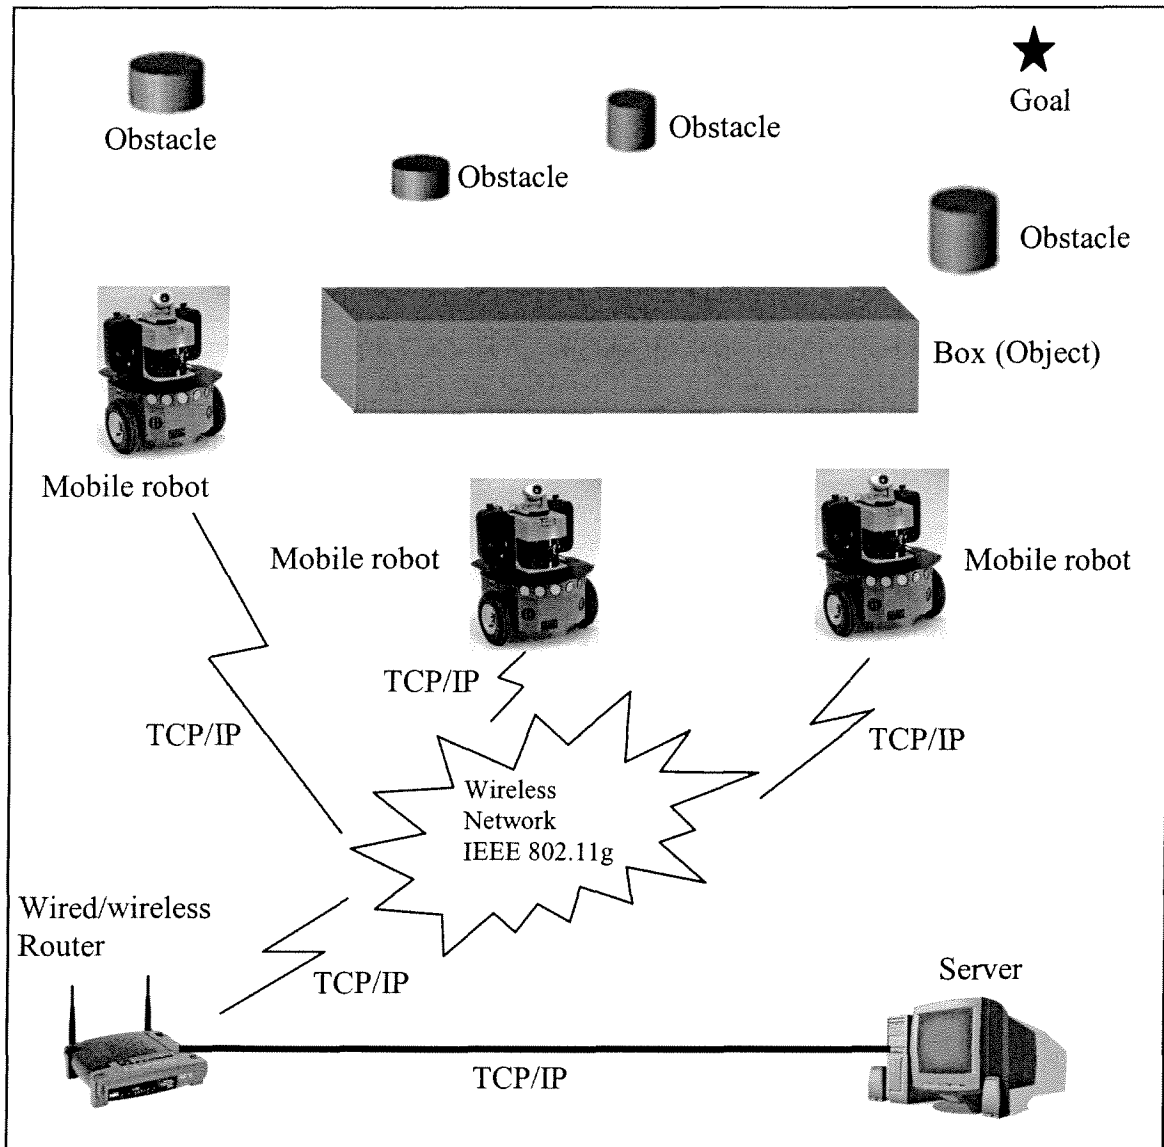 Goal
Obstacle
Obstacle
Obstacle
Obstacle
Box (Object)
Mobile robot
Mobile robot
Mobile robot
TCP/IP
TCP/IP
TCP/IP
Wireless
Network
IEEE 802.11g
Wired/wireless
Router
TCP/IP
Server
TCP/IP